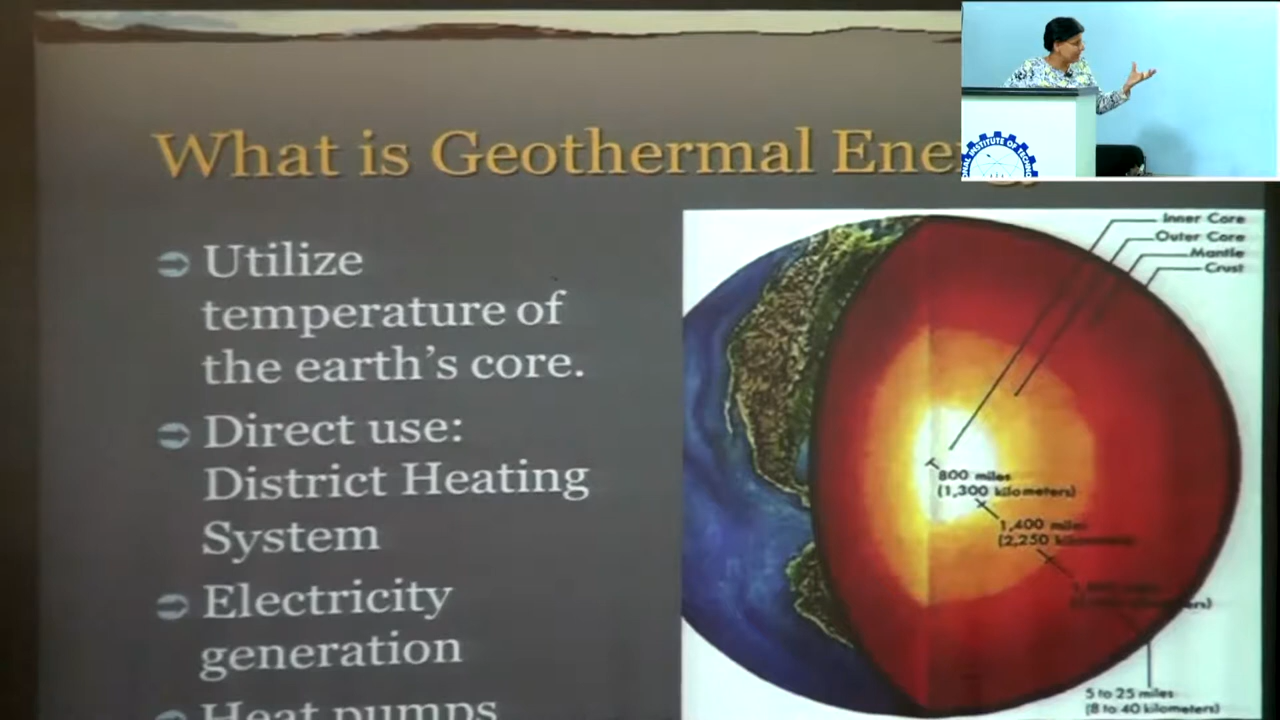 What is Geothermal Energy
Utilize
temperature of
the earth's core.
Direct use:
District Heating
System
Electricity
generation
Heat pumps
Inner Core
Outer Core
Mantle
Crust
800 miles
(1,300 kilometers)
1,400 miles
(2,250 kilometers)
5 to 25 miles
(8 to 40 kilometers)
INSTITUTE OF